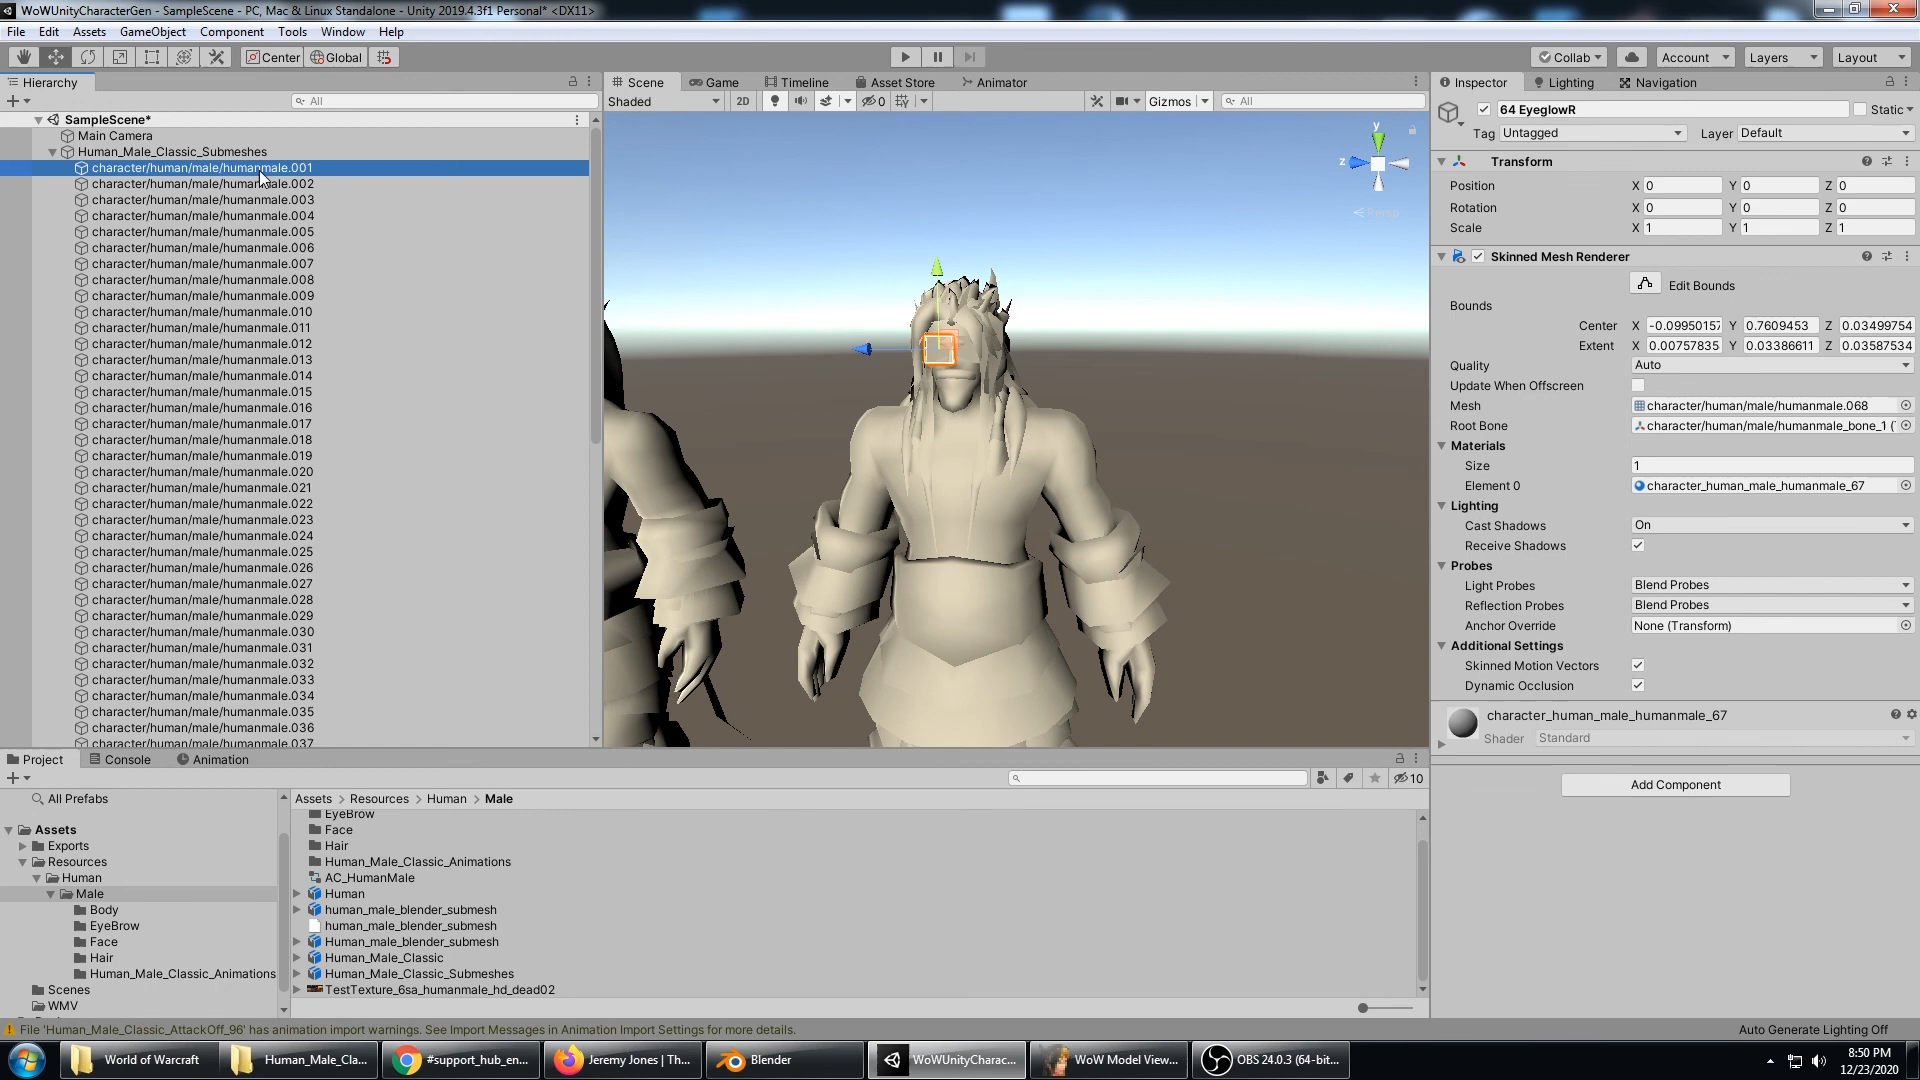 WoWUnityCharacterGen - SampleScene - PC, Mac & Linux Standalone - Unity 2019.4.3f1 Personal* <DX11>
File Edit Assets GameObject Component Tools Window Help
Center Global Collab Account Layers Layout
Hierarchy
All
SampleScene*
Main Camera
Human_Male_Classic_Submeshes
character/human/male/humanmale.001
character/human/male/humanmale.002
character/human/male/humanmale.003
character/human/male/humanmale.004
character/human/male/humanmale.005
character/human/male/humanmale.006
character/human/male/humanmale.007
character/human/male/humanmale.008
character/human/male/humanmale.009
character/human/male/humanmale.010
character/human/male/humanmale.011
character/human/male/humanmale.012
character/human/male/humanmale.013
character/human/male/humanmale.014
character/human/male/humanmale.015
character/human/male/humanmale.016
character/human/male/humanmale.017
character/human/male/humanmale.018
character/human/male/humanmale.019
character/human/male/humanmale.020
character/human/male/humanmale.021
character/human/male/humanmale.022
character/human/male/humanmale.023
character/human/male/humanmale.024
character/human/male/humanmale.025
character/human/male/humanmale.026
character/human/male/humanmale.027
character/human/male/humanmale.028
character/human/male/humanmale.029
character/human/male/humanmale.030
character/human/male/humanmale.031
character/human/male/humanmale.032
character/human/male/humanmale.033
character/human/male/humanmale.034
character/human/male/humanmale.035
character/human/male/humanmale.036
character/human/male/humanmale.037
Scene Game Timeline Asset Store Animator
Shaded 2D 0 Gizmos All
y
z
Persp
Inspector Lighting Navigation
64 EyeglowR Static
Tag Untagged Layer Default
Transform
Position X 0 Y 0 Z 0
Rotation X 0 Y 0 Z 0
Scale X 1 Y 1 Z 1
Skinned Mesh Renderer
Edit Bounds
Bounds
Center X -0.0995015 Y 0.7609453 Z 0.03499754
Extent X 0.00757835 Y 0.03386611 Z 0.03587534
Quality Auto
Update When Offscreen
Mesh character/human/male/humanmale.068
Root Bone character/human/male/humanmale_bone_1 (
Materials
Size 1
Element 0 character_human_male_humanmale_67
Lighting
Cast Shadows On
Receive Shadows
Probes
Light Probes Blend Probes
Reflection Probes Blend Probes
Anchor Override None (Transform)
Additional Settings
Skinned Motion Vectors
Dynamic Occlusion
character_human_male_humanmale_67
Shader Standard
Add Component
Project Console Animation
10
All Prefabs
Assets
Exports
Resources
Human
Male
Body
EyeBrow
Face
Hair
Human_Male_Classic_Animations
Scenes
WMV
Assets > Resources > Human > Male
EyeBrow
Face
Hair
Human_Male_Classic_Animations
AC_HumanMale
Human
human_male_blender_submesh
human_male_blender_submesh
Human_male_blender_submesh
Human_Male_Classic
Human_Male_Classic_Submeshes
TestTexture_6sa_humanmale_hd_dead02
File 'Human_Male_Classic_AttackOff_96' has animation import warnings. See Import Messages in Animation Import Settings for more details.
Auto Generate Lighting Off
World of Warcraft
Human_Male_Cla...
#support_hub_en...
Jeremy Jones | Th...
Blender
WoWUnityCharac...
WoW Model View...
OBS 24.0.3 (64-bit...
8:50 PM
12/23/2020